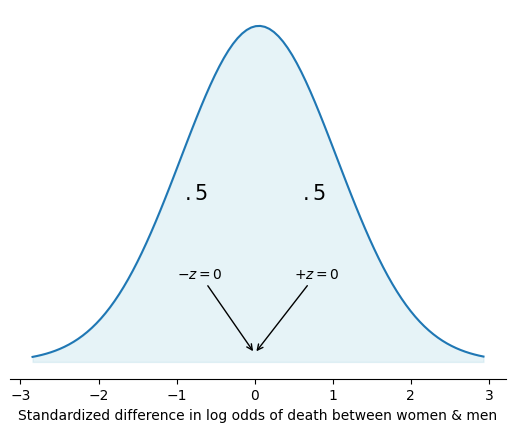 .5 .5
−z = 0 +z = 0
−3 −2 −1 0 1 2 3
Standardized difference in log odds of death between women & men